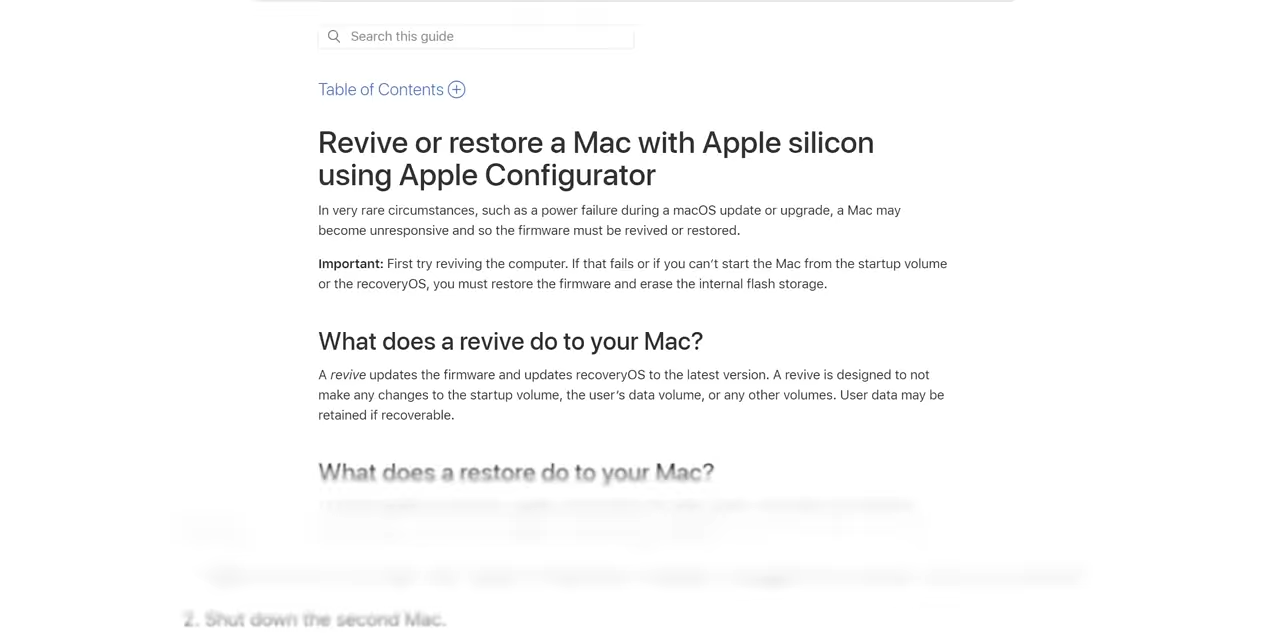 Search this guide
Table of Contents
Revive or restore a Mac with Apple silicon
using Apple Configurator
In very rare circumstances, such as a power failure during a macOS update or upgrade, a Mac may
become unresponsive and so the firmware must be revived or restored.
Important: First try reviving the computer. If that fails or if you can’t start the Mac from the startup volume
or the recoveryOS, you must restore the firmware and erase the internal flash storage.
What does a revive do to your Mac?
A revive updates the firmware and updates recoveryOS to the latest version. A revive is designed to not
make any changes to the startup volume, the user’s data volume, or any other volumes. User data may be
retained if recoverable.
What does a restore do to your Mac?
2. Shut down the second Mac.